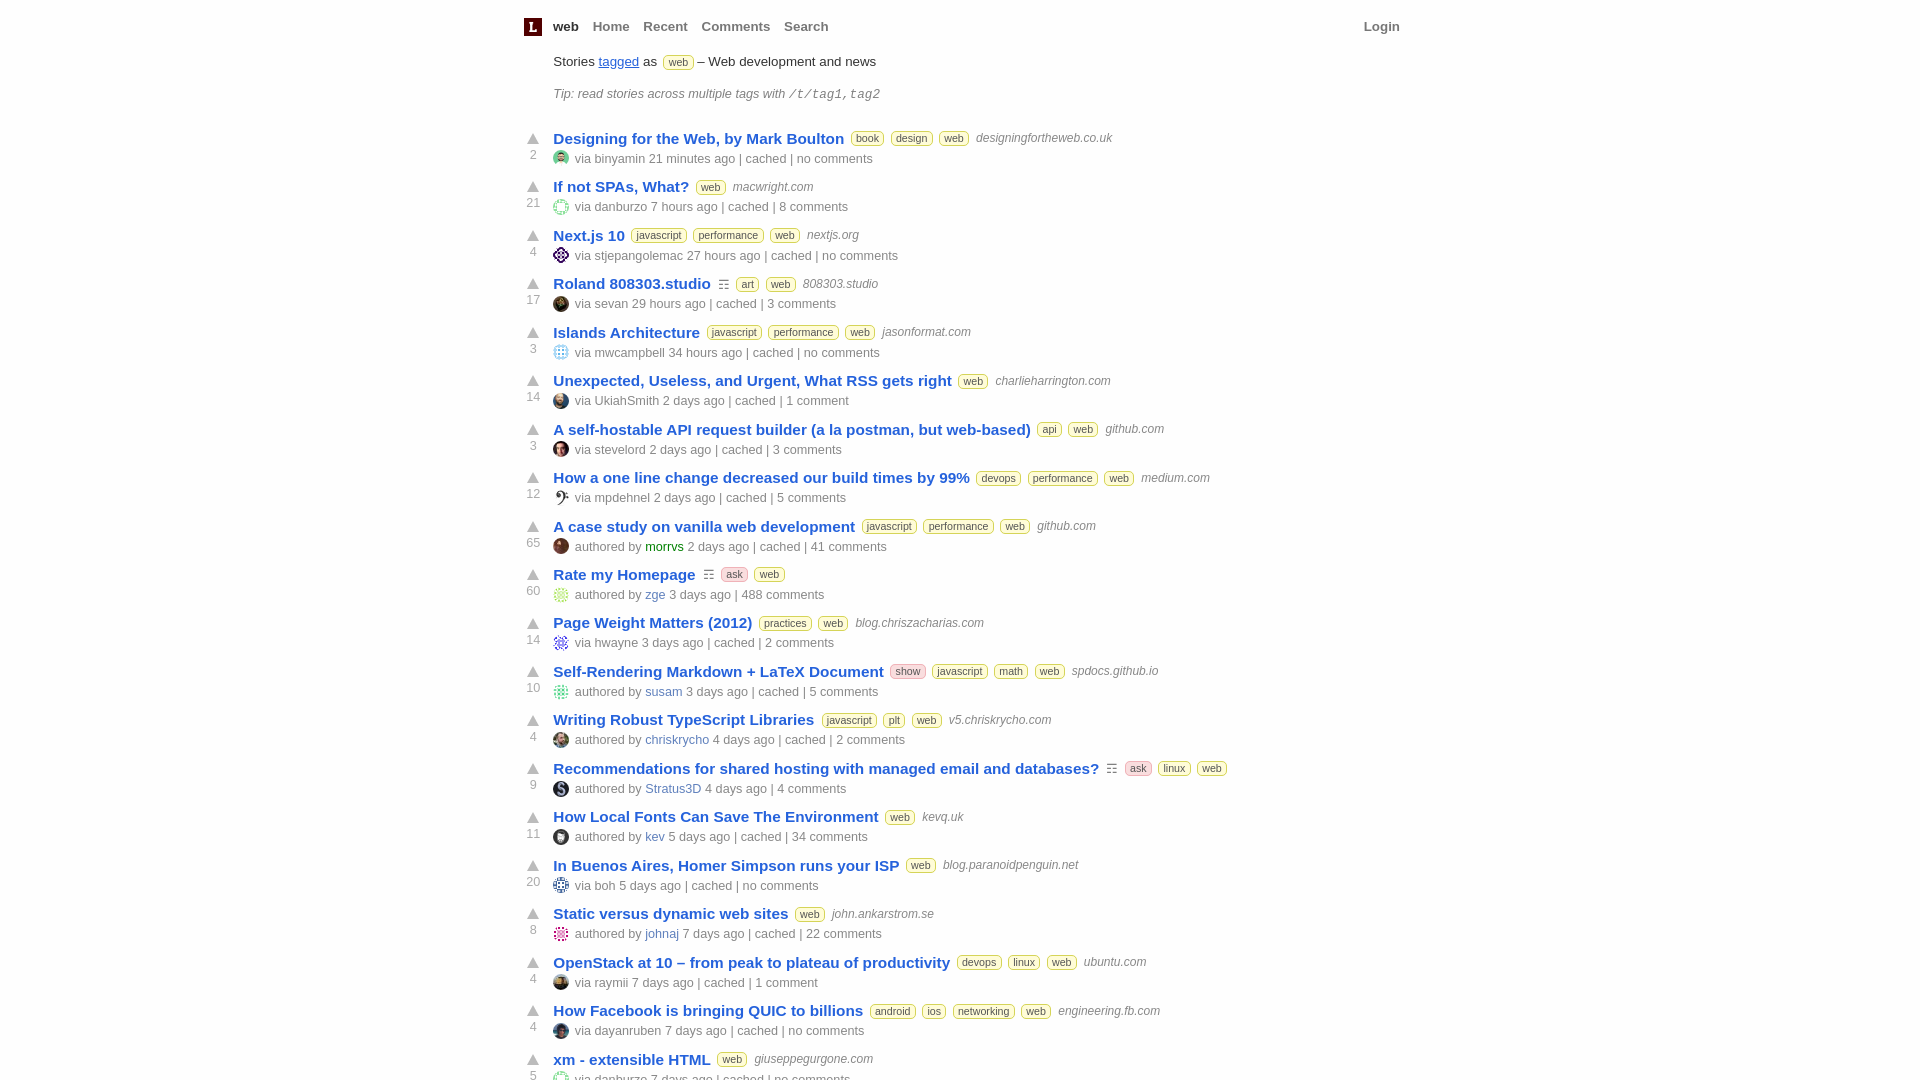 L web Home Recent Comments Search Login
Stories tagged as web – Web development and news
Tip: read stories across multiple tags with /t/tag1,tag2
Designing for the Web, by Mark Boulton book design web designingfortheweb.co.uk
2 via binyamin 21 minutes ago | cached | no comments
If not SPAs, What? web macwright.com
21 via danburzo 7 hours ago | cached | 8 comments
Next.js 10 javascript performance web nextjs.org
4 via stjepangolemac 27 hours ago | cached | no comments
Roland 808303.studio ☶ art web 808303.studio
17 via sevan 29 hours ago | cached | 3 comments
Islands Architecture javascript performance web jasonformat.com
3 via mwcampbell 34 hours ago | cached | no comments
Unexpected, Useless, and Urgent, What RSS gets right web charlieharrington.com
14 via UkiahSmith 2 days ago | cached | 1 comment
A self-hostable API request builder (a la postman, but web-based) api web github.com
3 via stevelord 2 days ago | cached | 3 comments
How a one line change decreased our build times by 99% devops performance web medium.com
12 via mpdehnel 2 days ago | cached | 5 comments
A case study on vanilla web development javascript performance web github.com
65 authored by morrvs 2 days ago | cached | 41 comments
Rate my Homepage ☶ ask web
60 authored by zge 3 days ago | 488 comments
Page Weight Matters (2012) practices web blog.chriszacharias.com
14 via hwayne 3 days ago | cached | 2 comments
Self-Rendering Markdown + LaTeX Document show javascript math web spdocs.github.io
10 authored by susam 3 days ago | cached | 5 comments
Writing Robust TypeScript Libraries javascript plt web v5.chriskrycho.com
4 authored by chriskrycho 4 days ago | cached | 2 comments
Recommendations for shared hosting with managed email and databases? ☶ ask linux web
9 authored by Stratus3D 4 days ago | 4 comments
How Local Fonts Can Save The Environment web kevq.uk
11 authored by kev 5 days ago | cached | 34 comments
In Buenos Aires, Homer Simpson runs your ISP web blog.paranoidpenguin.net
20 via boh 5 days ago | cached | no comments
Static versus dynamic web sites web john.ankarstrom.se
8 authored by johnaj 7 days ago | cached | 22 comments
OpenStack at 10 – from peak to plateau of productivity devops linux web ubuntu.com
4 via raymii 7 days ago | cached | 1 comment
How Facebook is bringing QUIC to billions android ios networking web engineering.fb.com
4 via dayanruben 7 days ago | cached | no comments
xm - extensible HTML web giuseppegurgone.com
5 via danburzo 7 days ago | cached | no comments